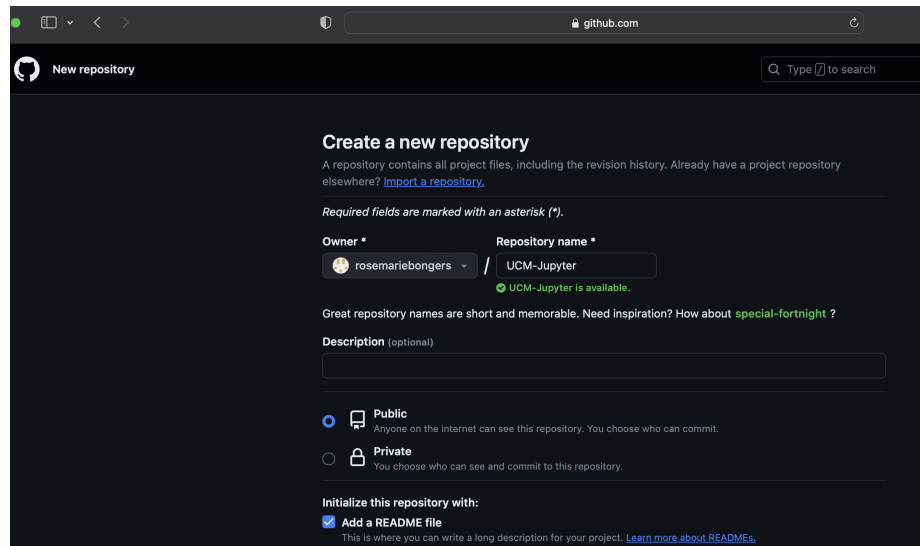 github.com
New repository
Type / to search
Create a new repository
A repository contains all project files, including the revision history. Already have a project repository
elsewhere? Import a repository.
Required fields are marked with an asterisk (*).
Owner *
Repository name *
rosemariebongers
/
UCM-Jupyter
UCM-Jupyter is available.
Great repository names are short and memorable. Need inspiration? How about special-fortnight ?
Description (optional)
Public
Anyone on the internet can see this repository. You choose who can commit.
Private
You choose who can see and commit to this repository.
Initialize this repository with:
Add a README file
This is where you can write a long description for your project. Learn more about READMEs.